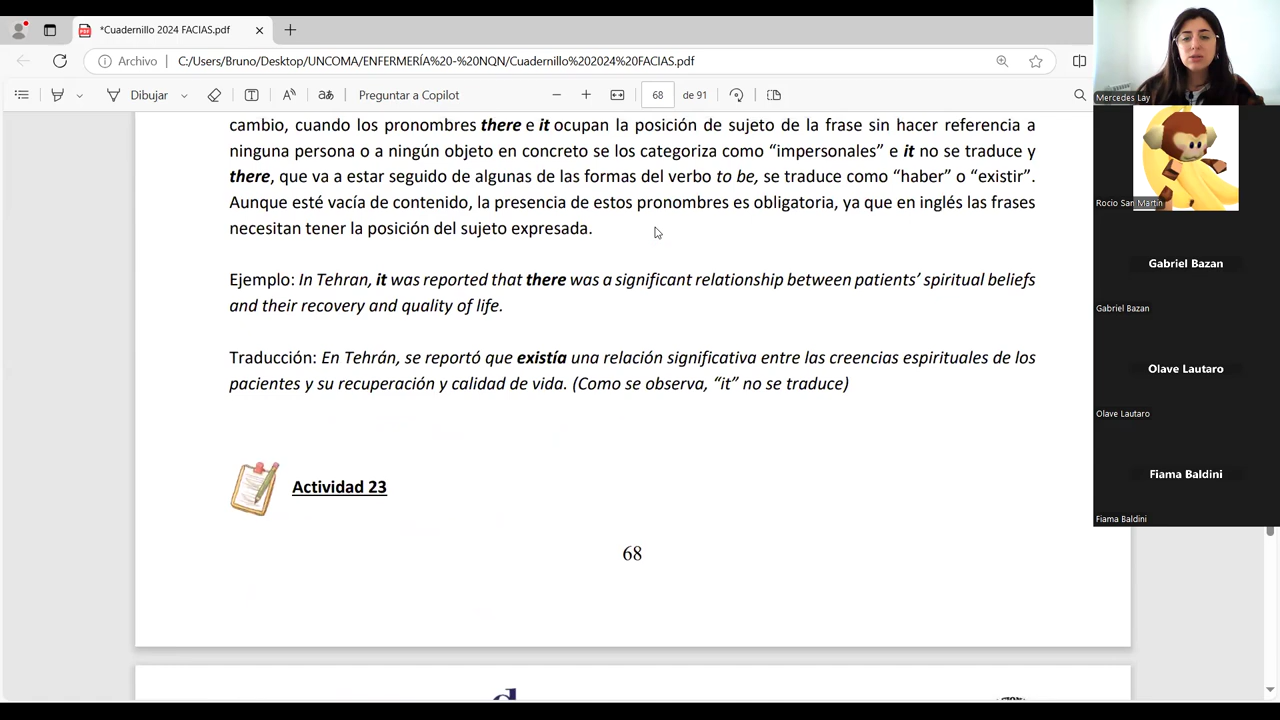 *Cuadernillo 2024 FACIAS.pdf
Archivo
C:/Users/Bruno/Desktop/UNCOMA/ENFERMERÍA%20-%20NQN/Cuadernillo%202024%20FACIAS.pdf
Dibujar
Preguntar a Copilot
68
de 91
cambio, cuando los pronombres there e it ocupan la posición de sujeto de la frase sin hacer referencia a
ninguna persona o a ningún objeto en concreto se los categoriza como “impersonales” e it no se traduce y
there, que va a estar seguido de algunas de las formas del verbo to be, se traduce como “haber” o “existir”.
Aunque esté vacía de contenido, la presencia de estos pronombres es obligatoria, ya que en inglés las frases
necesitan tener la posición del sujeto expresada.
Ejemplo: In Tehran, it was reported that there was a significant relationship between patients’ spiritual beliefs
and their recovery and quality of life.
Traducción: En Tehrán, se reportó que existía una relación significativa entre las creencias espirituales de los
pacientes y su recuperación y calidad de vida. (Como se observa, “it” no se traduce)
Actividad 23
68
Mercedes Lay
Rocio San Martin
Gabriel Bazan
Gabriel Bazan
Olave Lautaro
Olave Lautaro
Fiama Baldini
Fiama Baldini